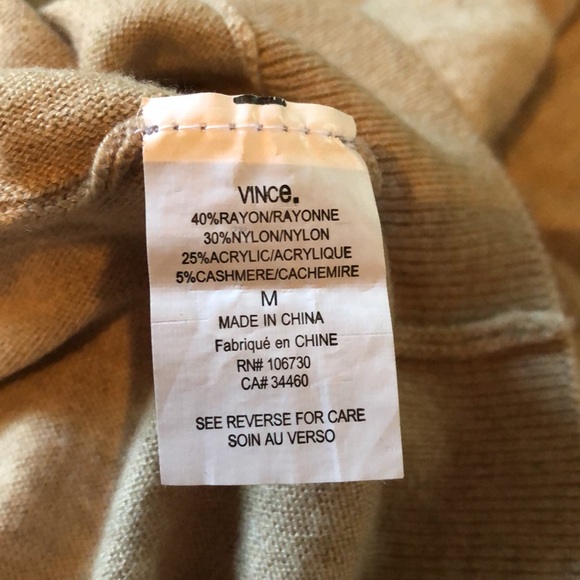 VINCe.
40%RAYON/RAYONNE
30%NYLON/NYLON
25%ACRYLIC/ACRYLIQUE
5%CASHMERE/CACHEMIRE
M
MADE IN CHINA
Fabriqué en CHINE
RN# 106730
CA# 34460
SEE REVERSE FOR CARE
SOIN AU VERSO